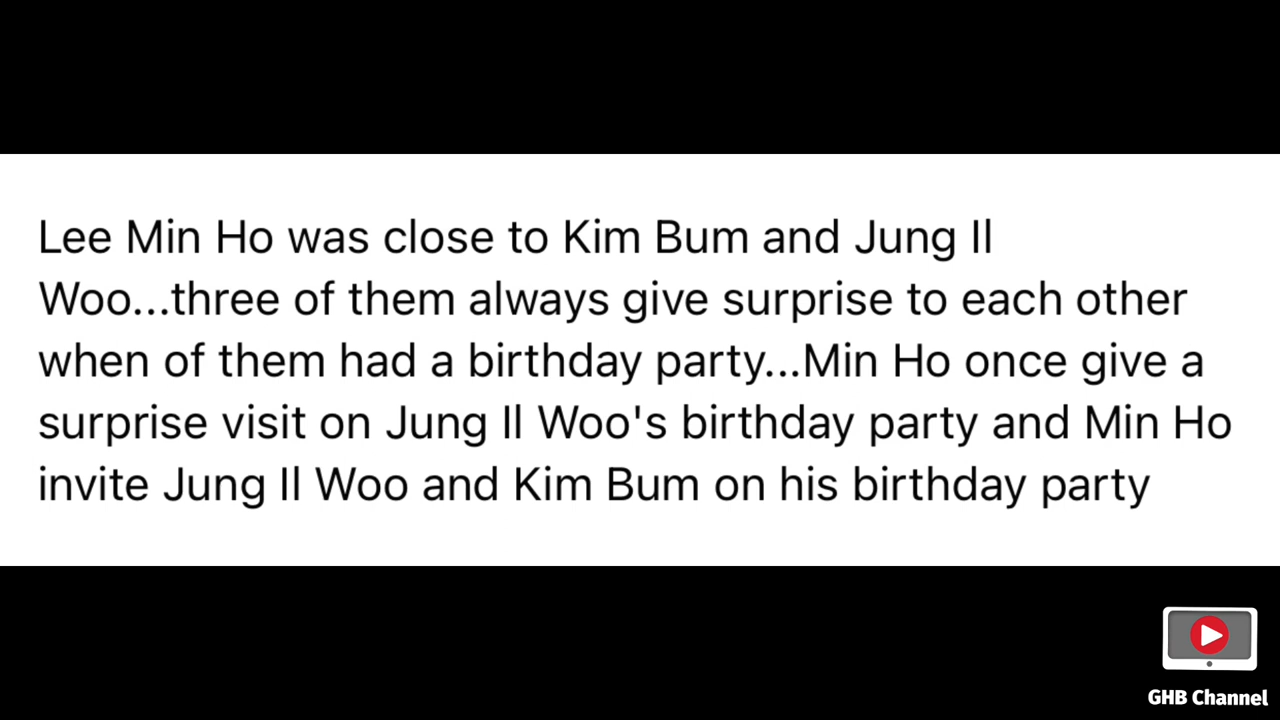 Lee Min Ho was close to Kim Bum and Jung Il
Woo...three of them always give surprise to each other
when of them had a birthday party...Min Ho once give a
surprise visit on Jung Il Woo's birthday party and Min Ho
invite Jung Il Woo and Kim Bum on his birthday party
GHB Channel